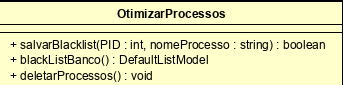 OtimizarProcessos
+ salvarBlacklist(PID : int, nomeProcesso : string) : boolean
+ blackListBanco() : DefaultListModel
+ deletarProcessos() : void